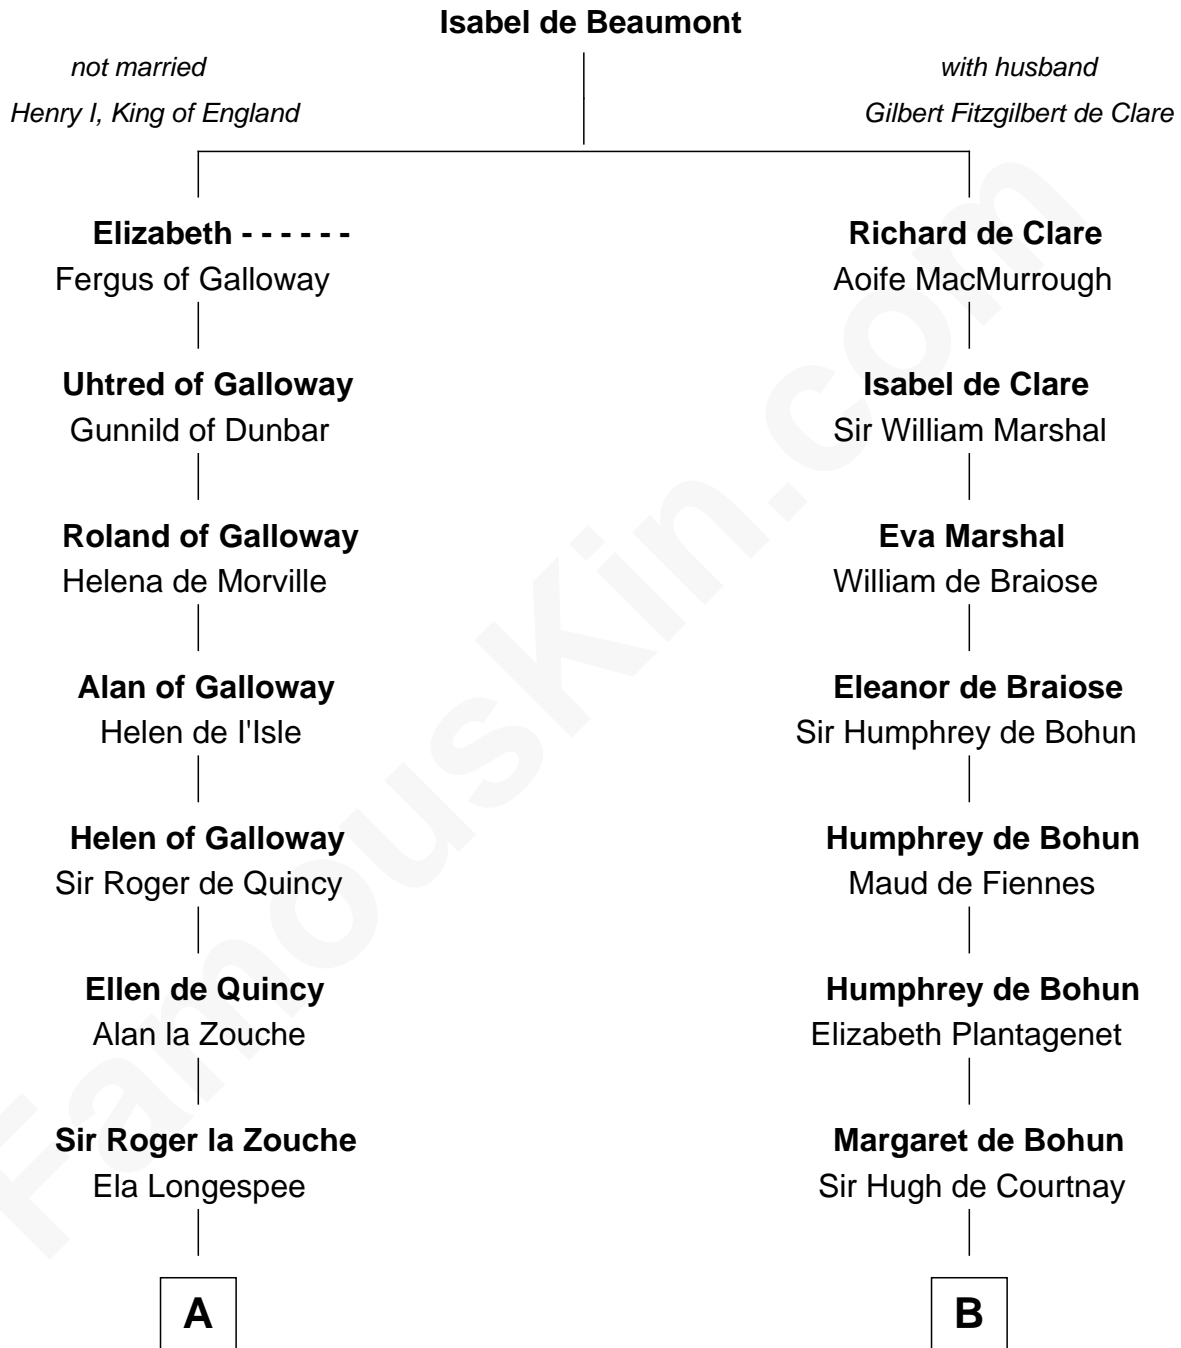 Isabel de Beaumont
not married
with husband
Henry I, King of England
Gilbert Fitzgilbert de Clare
Elizabeth - - - - - -
Fergus of Galloway
Richard de Clare
Aoife MacMurrough
Uhtred of Galloway
Gunnild of Dunbar
Isabel de Clare
Sir William Marshal
Roland of Galloway
Helena de Morville
Eva Marshal
William de Braiose
Alan of Galloway
Helen de l'Isle
Eleanor de Braiose
Sir Humphrey de Bohun
Helen of Galloway
Sir Roger de Quincy
Humphrey de Bohun
Maud de Fiennes
Ellen de Quincy
Alan la Zouche
Humphrey de Bohun
Elizabeth Plantagenet
Sir Roger la Zouche
Ela Longespee
Margaret de Bohun
Sir Hugh de Courtnay
A
B
FamousKin.com